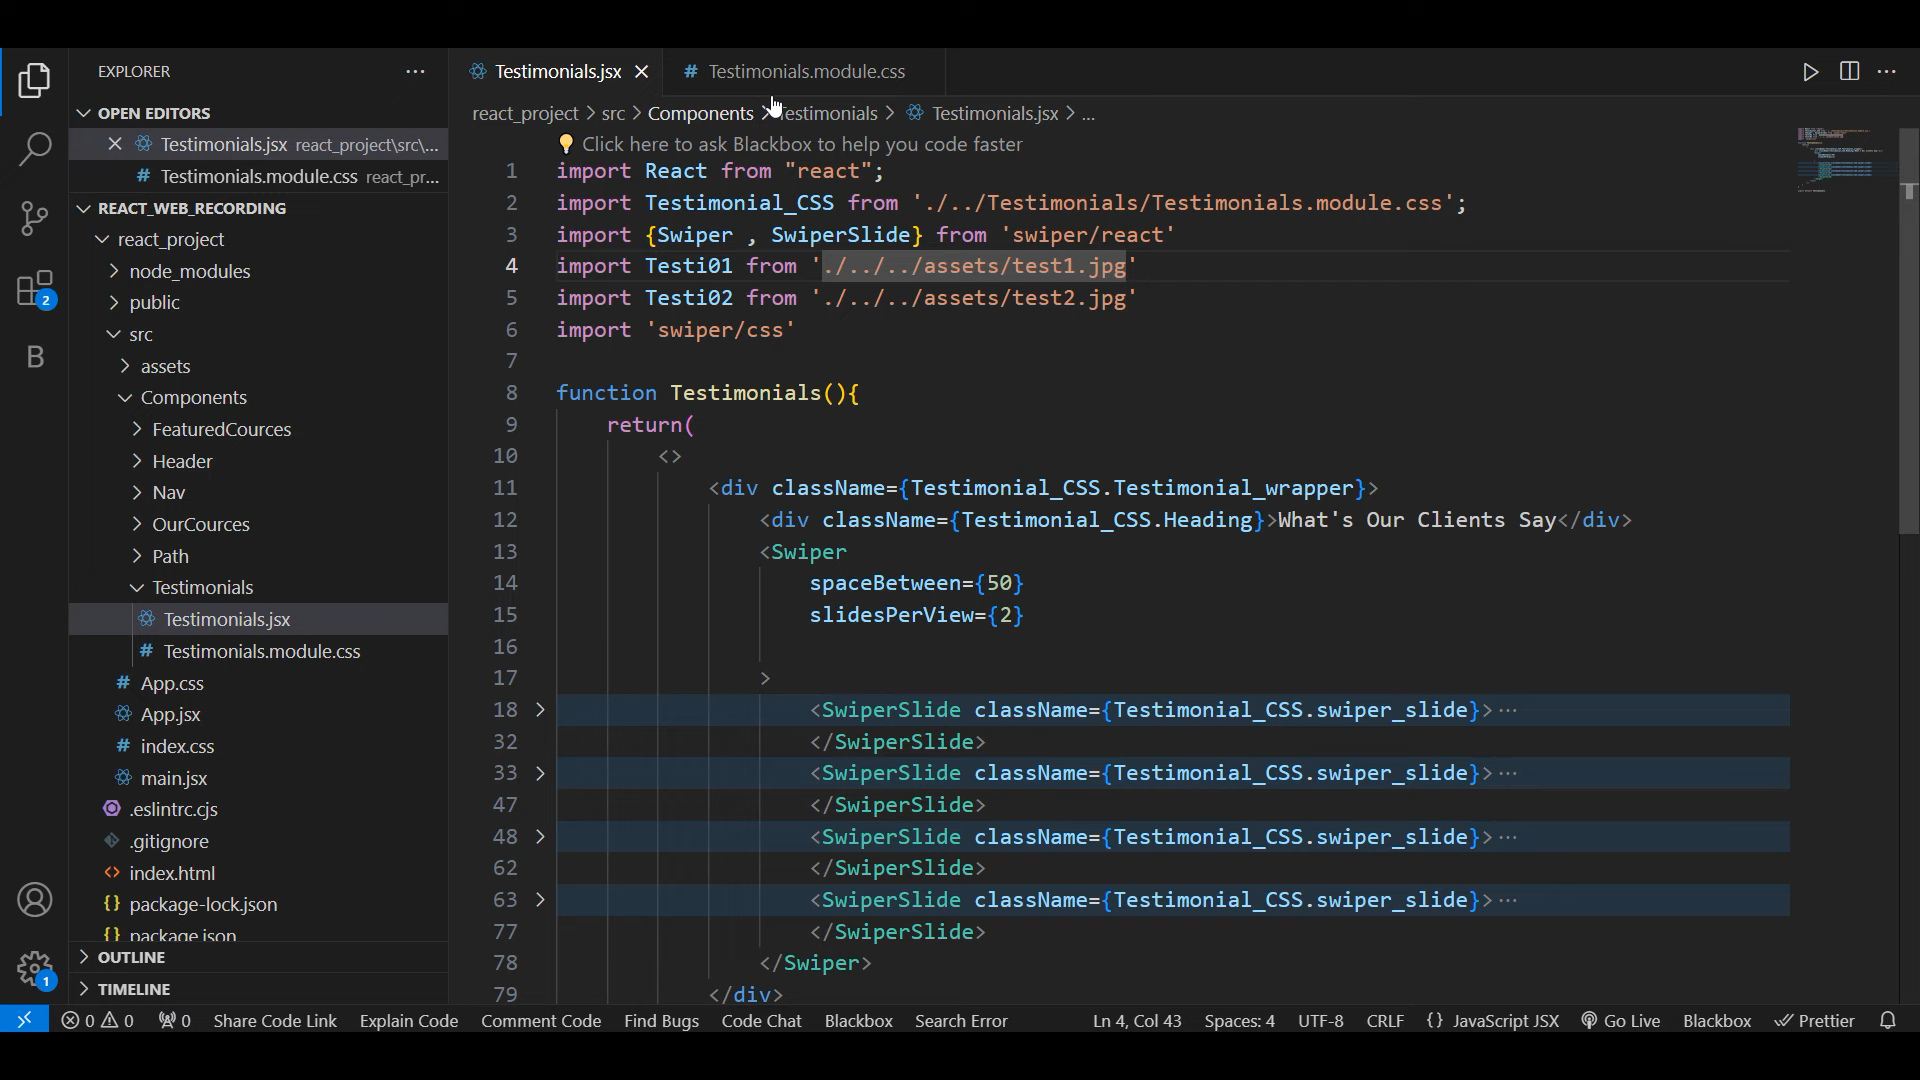 EXPLORER
OPEN EDITORS
Testimonials.jsx react_project\src\...
Testimonials.module.css react_pr...
REACT_WEB_RECORDING
react_project
node_modules
public
src
assets
Components
FeaturedCources
Header
Nav
OurCources
Path
Testimonials
Testimonials.jsx
Testimonials.module.css
App.css
App.jsx
index.css
main.jsx
.eslintrc.cjs
.gitignore
index.html
package-lock.json
package.json
OUTLINE
TIMELINE
2
B
1
Testimonials.jsx
Testimonials.module.css
react_project > src > Components > Testimonials > Testimonials.jsx > ...
Click here to ask Blackbox to help you code faster
1 import React from "react";
2 import Testimonial_CSS from './../Testimonials/Testimonials.module.css';
3 import {Swiper , SwiperSlide} from 'swiper/react'
4 import Testi01 from './../../assets/test1.jpg'
5 import Testi02 from './../../assets/test2.jpg'
6 import 'swiper/css'
7
8 function Testimonials(){
9 return(
10 <>
11 <div className={Testimonial_CSS.Testimonial_wrapper}>
12 <div className={Testimonial_CSS.Heading}>What's Our Clients Say</div>
13 <Swiper
14 spaceBetween={50}
15 slidesPerView={2}
16
17 >
18 <SwiperSlide className={Testimonial_CSS.swiper_slide}>...
32 </SwiperSlide>
33 <SwiperSlide className={Testimonial_CSS.swiper_slide}>...
47 </SwiperSlide>
48 <SwiperSlide className={Testimonial_CSS.swiper_slide}>...
62 </SwiperSlide>
63 <SwiperSlide className={Testimonial_CSS.swiper_slide}>...
77 </SwiperSlide>
78 </Swiper>
79 </div>
0 0 0 Share Code Link Explain Code Comment Code Find Bugs Code Chat Blackbox Search Error Ln 4, Col 43 Spaces: 4 UTF-8 CRLF {} JavaScript JSX Go Live Blackbox Prettier